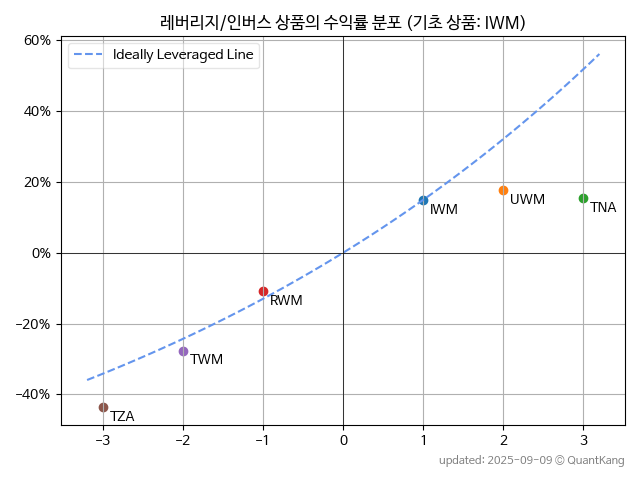 레버리지/인버스 상품의 수익률 분포 (기초 상품: IWM)
60%
Ideally Leveraged Line
40%
20%
IWM
UWM
TNA
0%
RWM
−20%
TWM
−40%
TZA
−3 −2 −1 0 1 2 3
updated: 2025-09-09 © QuantKang